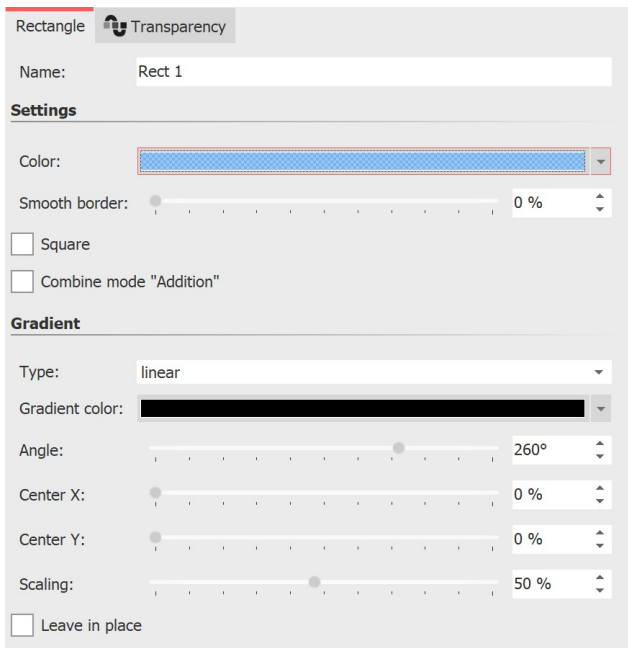 Rectangle Transparency
Name: Rect 1
Settings
Color:
Smooth border: 0 %
Square
Combine mode "Addition"
Gradient
Type: linear
Gradient color:
Angle: 260°
Center X: 0 %
Center Y: 0 %
Scaling: 50 %
Leave in place